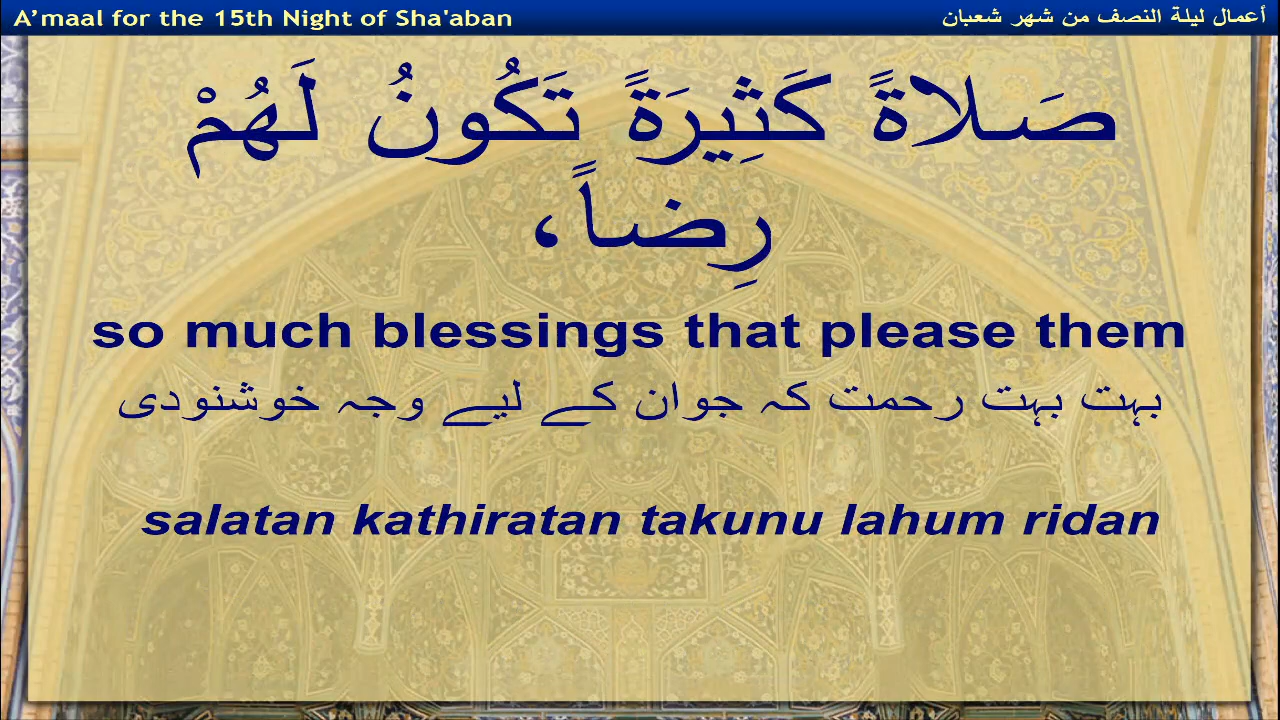 A’maal for the 15th Night of Sha'aban
أعمال ليلة النصف من شهر شعبان
صَلاةً كَثِيرَةً تَكُونُ لَهُمْ
رِضاً،
so much blessings that please them
بہت بہت رحمت کہ جوان کے لیے وجہ خوشنودی
salatan kathiratan takunu lahum ridan